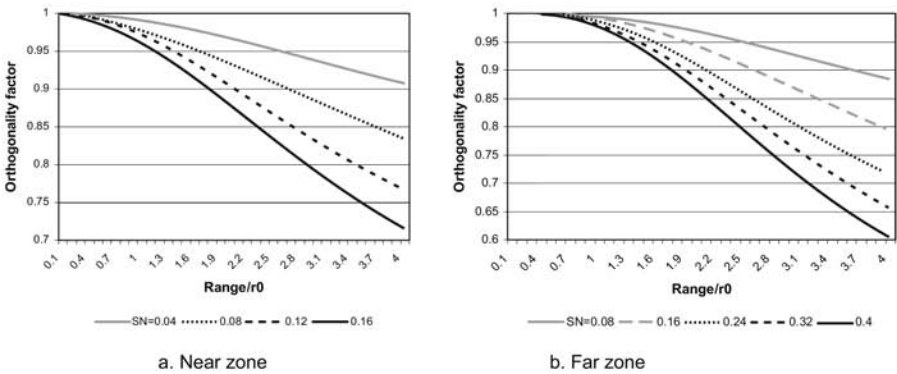 Orthogonality factor
1
0.95
0.9
0.85
0.8
0.75
0.7
0.1 0.4 0.7 1 1.3 1.6 1.9 2.2 2.5 2.8 3.1 3.4 3.7 4
Range/r0
SN=0.04 0.08 0.12 0.16
a. Near zone
Orthogonality factor
1
0.95
0.9
0.85
0.8
0.75
0.7
0.65
0.6
0.1 0.4 0.7 1 1.3 1.6 1.9 2.2 2.5 2.8 3.1 3.4 3.7 4
Range/r0
SN=0.08 0.16 0.24 0.32 0.4
b. Far zone